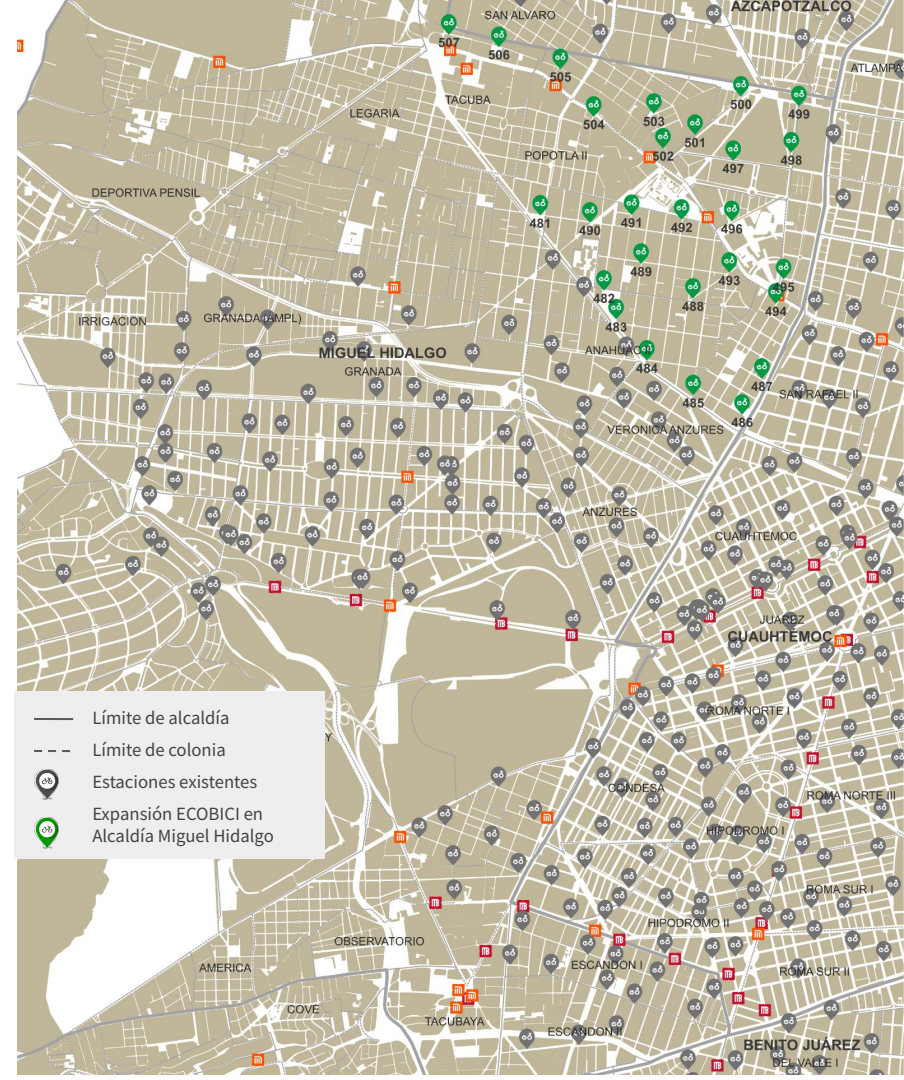 AZCAPOTZALCO
SAN ALVARO
507
506
505
ATLAMPA
TACUBA
500
499
LEGARIA
504
503
501
502
497
498
POPOTLA II
DEPORTIVA PENSIL
481
490
491
492
496
489
493
495
482
488
494
483
IRRIGACION
GRANADA (AMPL)
ANAHUAC II
MIGUEL HIDALGO
GRANADA
484
487
485
SAN RAFAEL II
486
VERONICA ANZURES
ANZURES
CUAUHTEMOC
JUAREZ
CUAUHTÉMOC
ROMA NORTE I
Límite de alcaldía
Límite de colonia
Estaciones existentes
Expansión ECOBICI en
Alcaldía Miguel Hidalgo
Y
CONDESA
ROMA NORTE III
HIPODROMO I
ROMA SUR I
HIPODROMO II
OBSERVATORIO
AMERICA
ESCANDON I
ROMA SUR II
COVE
TACUBAYA
ESCANDON II
BENITO JUÁREZ
DEL VALLE I